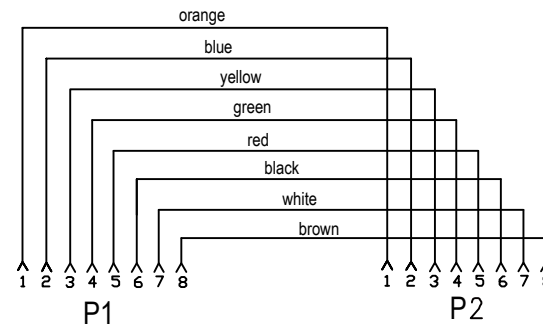 orange
blue
yellow
green
red
black
white
brown
1 2 3 4 5 6 7 8 1 2 3 4 5 6 7
P1 P2